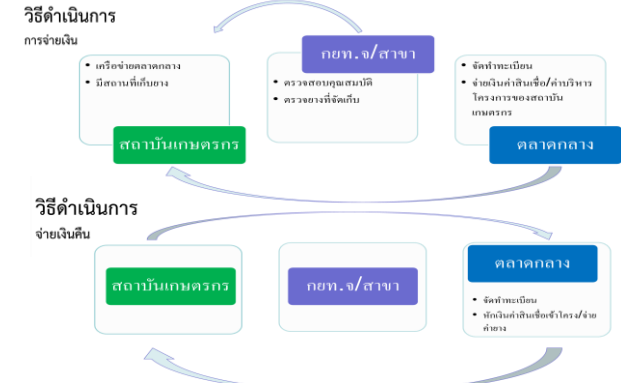 วิธีดำเนินการ
การจ่ายเงิน
• เครือข่ายตลาดกลาง
• มีสถานที่เก็บยาง
สถาบันเกษตรกร
กยท.จ/สาขา
• ตรวจสอบคุณสมบัติ
• ตรวจยางที่จัดเก็บ
• จัดทำทะเบียน
• จ่ายเงินค่าสินเชื่อ/ค่าบริหาร
โครงการของสถาบัน
เกษตรกร
ตลาดกลาง
วิธีดำเนินการ
จ่ายเงินคืน
สถาบันเกษตรกร
กยท.จ/สาขา
ตลาดกลาง
• จัดทำทะเบียน
• หักเงินค่าสินเชื่อเข้าโครง/จ่าย
ค่ายาง